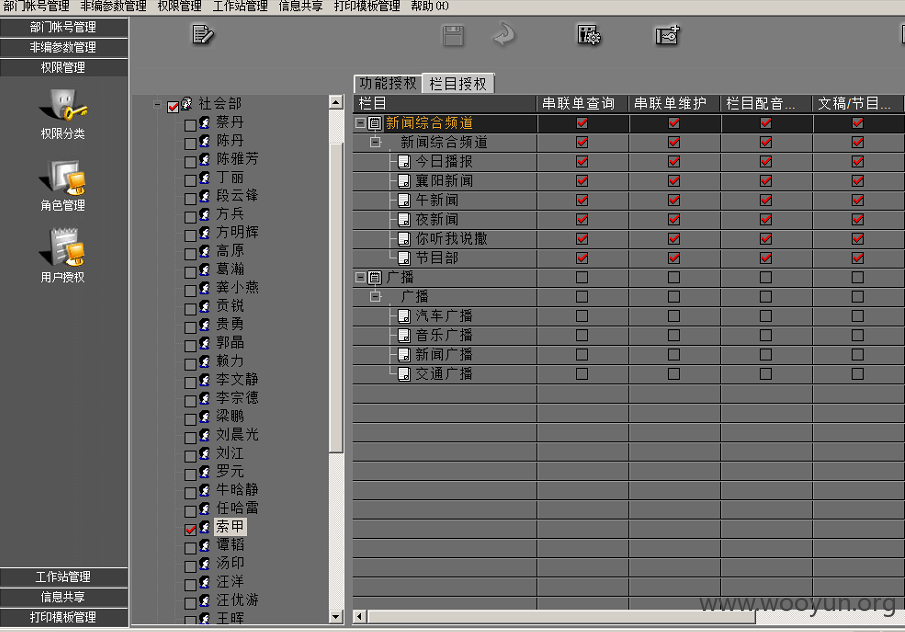 部门帐号管理 非编参数管理 权限管理 工作站管理 信息共享 打印模板管理 帮助(H)
部门帐号管理
非编参数管理
权限管理
权限分类
角色管理
用户授权
工作站管理
信息共享
打印模板管理
社会部
蔡丹
陈丹
陈雅芳
丁丽
段云锋
方兵
方明辉
高原
葛瀚
龚小燕
贡锐
贵勇
郭晶
赖力
李文静
李宗德
梁鹏
刘晨光
刘江
罗元
牛晗静
任哈雷
索甲
谭韬
汤印
汪洋
汪优游
王晖
功能授权 栏目授权
栏目 串联单查询 串联单维护 栏目配音... 文稿/节目...
新闻综合频道
新闻综合频道
今日播报
襄阳新闻
午新闻
夜新闻
你听我说撒
节目部
广播
广播
汽车广播
音乐广播
新闻广播
交通广播
www.wooyun.org